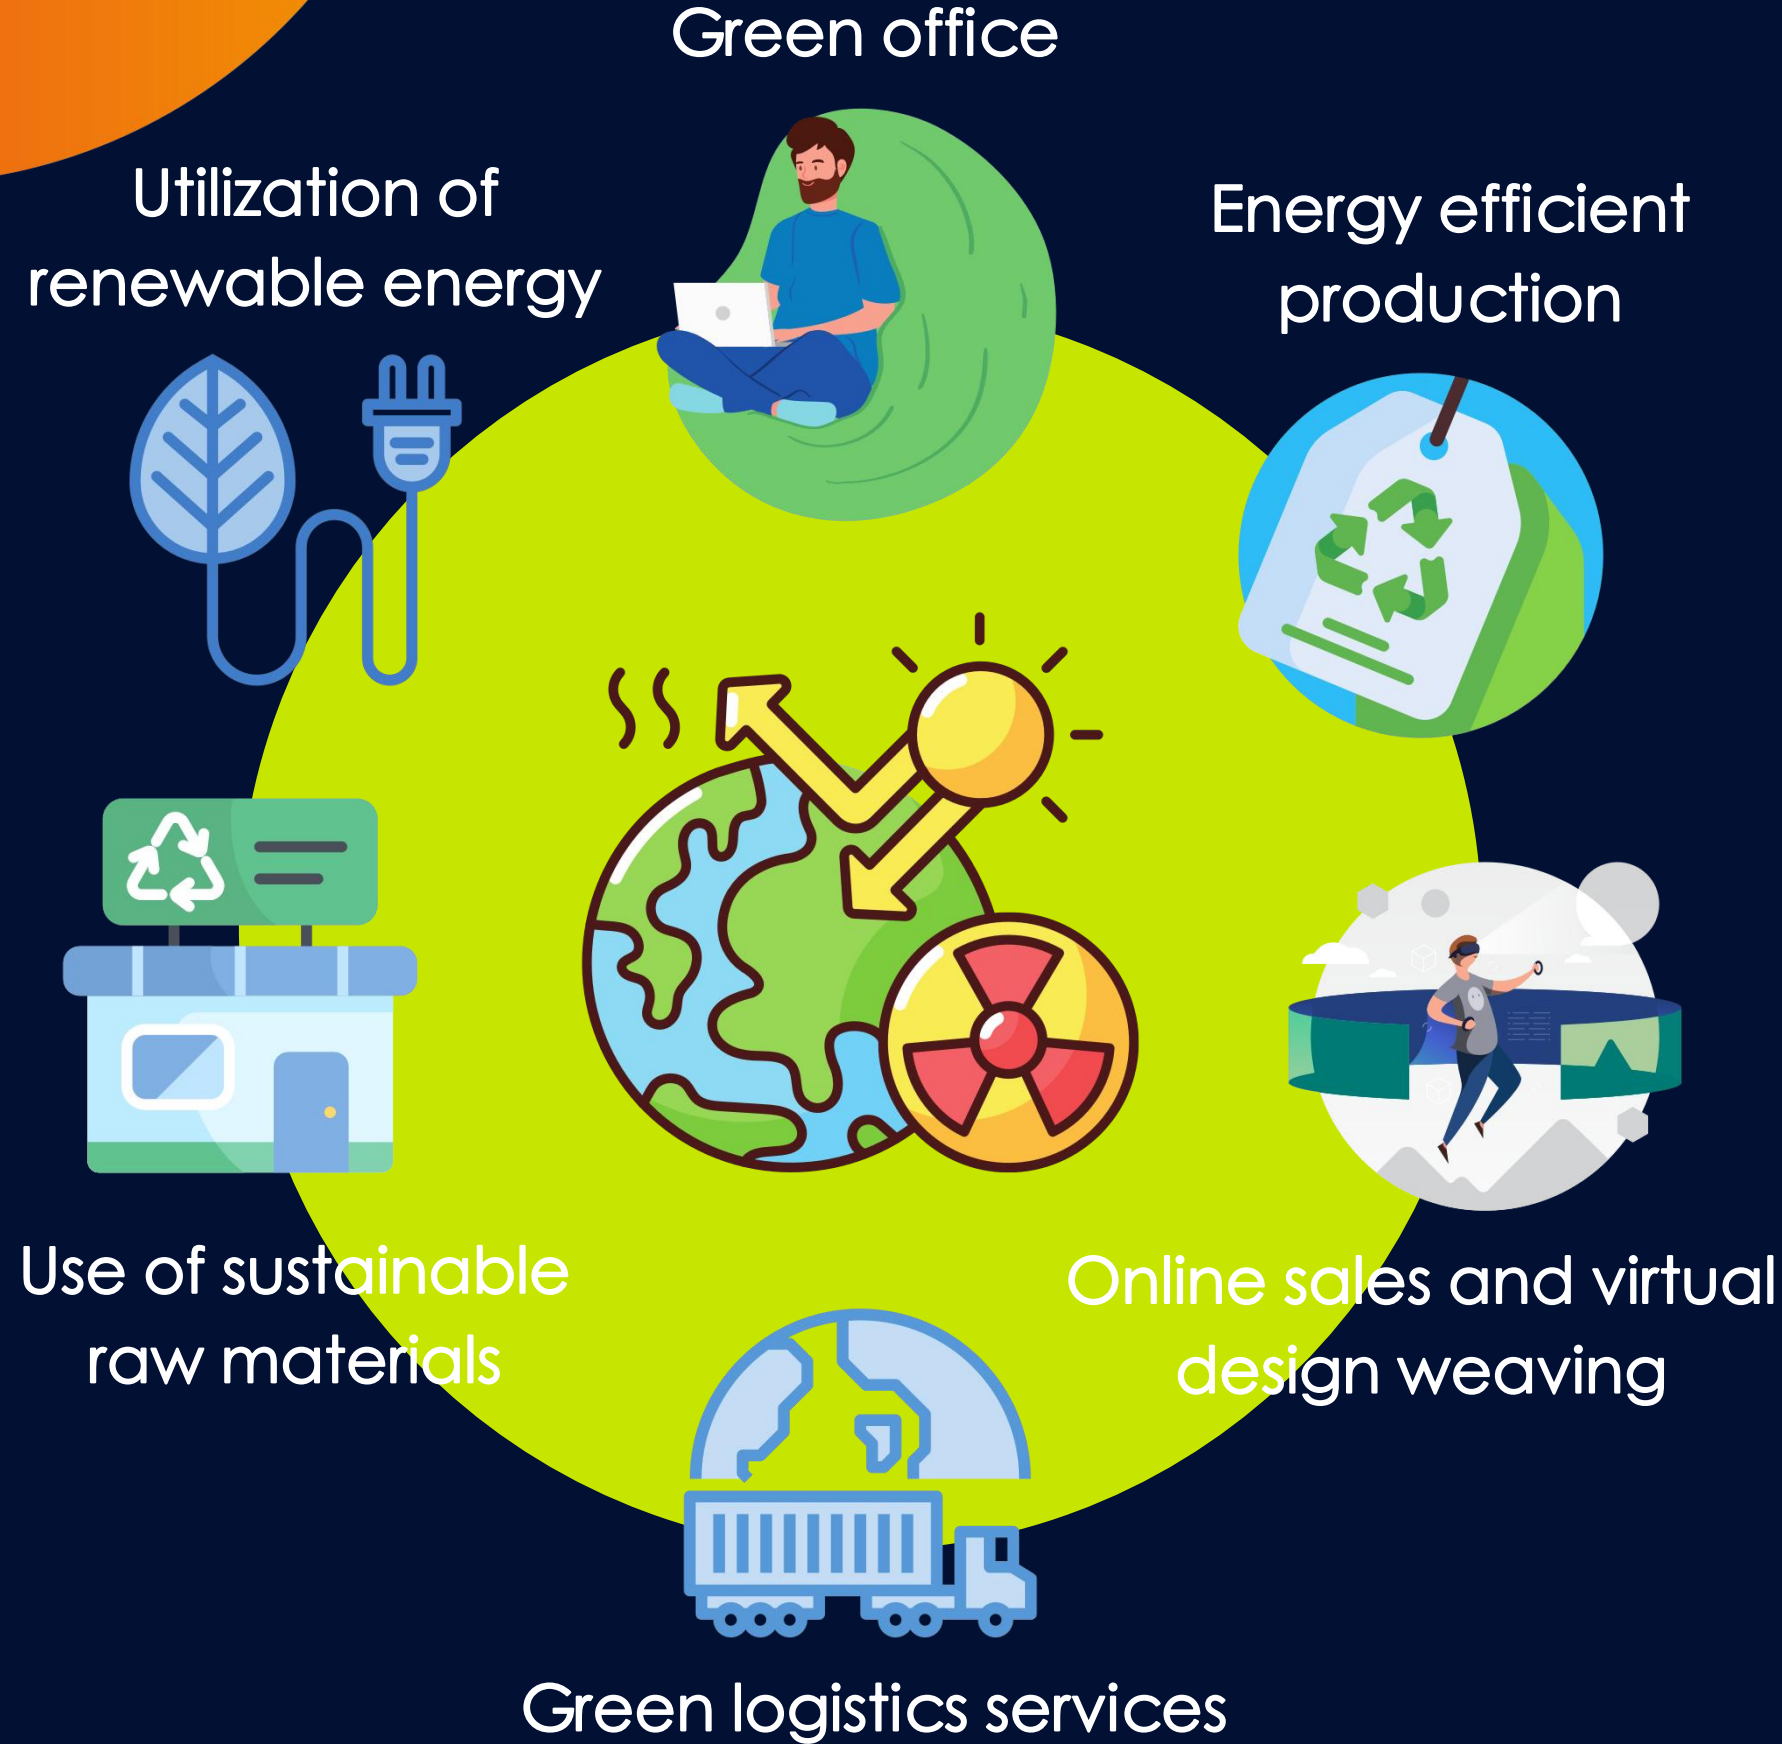 Green office
Utilization of
renewable energy
Energy efficient
production
Use of sustainable
raw materials
Online sales and virtual
design weaving
Green logistics services